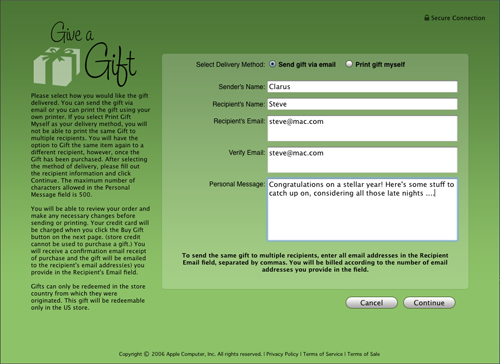 Secure Connection
Give a
Gift
Please select how you would like the gift
delivered. You can send the gift via
email or you can print the gift using your
own printer. If you select Print Gift
Myself as your delivery method, you will
not be able to print the same Gift to
multiple recipients. You will have the
option to Gift the same item again to a
different recipient, however, once the
Gift has been purchased. After selecting
the method of delivery, please fill out
the recipient information and click
Continue. The maximum number of
characters allowed in the Personal
Message field is 500.
You will be able to review your order and
make any necessary changes before
sending or printing. Your credit card will
be charged when you click the Buy Gift
button on the next page. (store credit
cannot be used to purchase a gift.) You
will receive a confirmation email receipt
of purchase and the gift will be emailed
to the recipient's email address(es) you
provide in the Recipient's Email field.
Gifts can only be redeemed in the store
country from which they were
originated. This gift will be redeemable
only in the US store.
Select Delivery Method: Send gift via email Print gift myself
Sender's Name: Clarus
Recipient's Name: Steve
Recipient's Email: steve@mac.com
Verify Email: steve@mac.com
Personal Message: Congratulations on a stellar year! Here's some stuff to
catch up on, considering all those late nights ...
To send the same gift to multiple recipients, enter all email addresses in the Recipient
Email field, separated by commas. You will be billed according to the number of email
addresses you provide in the field.
Cancel Continue
Copyright © 2006 Apple Computer, Inc. All rights reserved. | Privacy Policy | Terms of Service | Terms of Sale